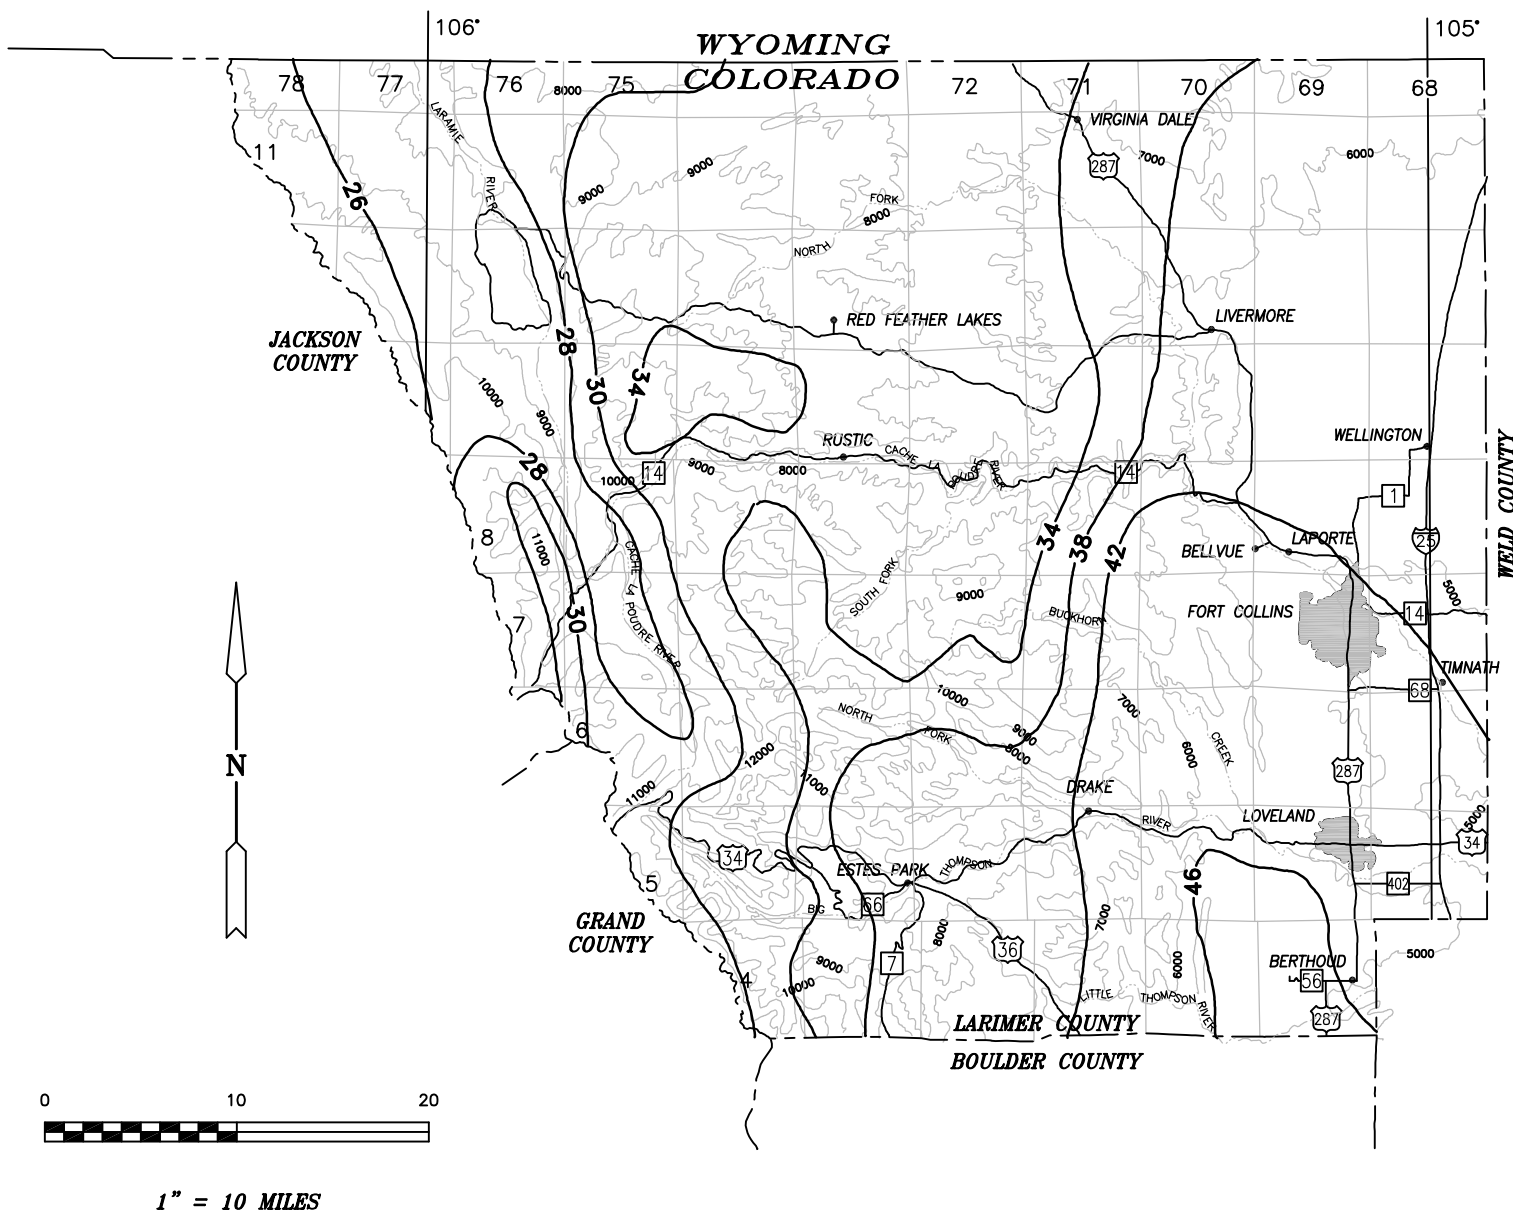 106°
105°
WYOMING
COLORADO
78
77
76
75
72
71
70
69
68
8000
LARAMIE
RIVER
VIRGINIA DALE
287
7000
6000
11
26
9000
9000
FORK
8000
NORTH
RED FEATHER LAKES
LIVERMORE
JACKSON
COUNTY
28
30
34
10000
9000
RUSTIC
CACHE LA
POUDRE
RIVER
WELLINGTON
28
10000
14
9000
8000
14
1
WELD COUNTY
8
11000
34
38
42
BELLVUE
LAPORTE
25
CACHE LA POUDRE RIVER
SOUTH FORK
9000
BUCKHORN
FORT COLLINS
5000
14
7
30
TIMNATH
68
10000
7000
NORTH
FORK
9000
8000
6000
CREEK
6
12000
11000
11000
N
287
DRAKE
RIVER
LOVELAND
5000
34
34
ESTES PARK
THOMPSON
46
402
5
BIG
66
GRAND
COUNTY
8000
7000
36
7
9000
10000
4
6000
BERTHOUD
56
5000
LITTLE
THOMPSON
RIVER
287
LARIMER COUNTY
BOULDER COUNTY
0
10
20
1" = 10 MILES